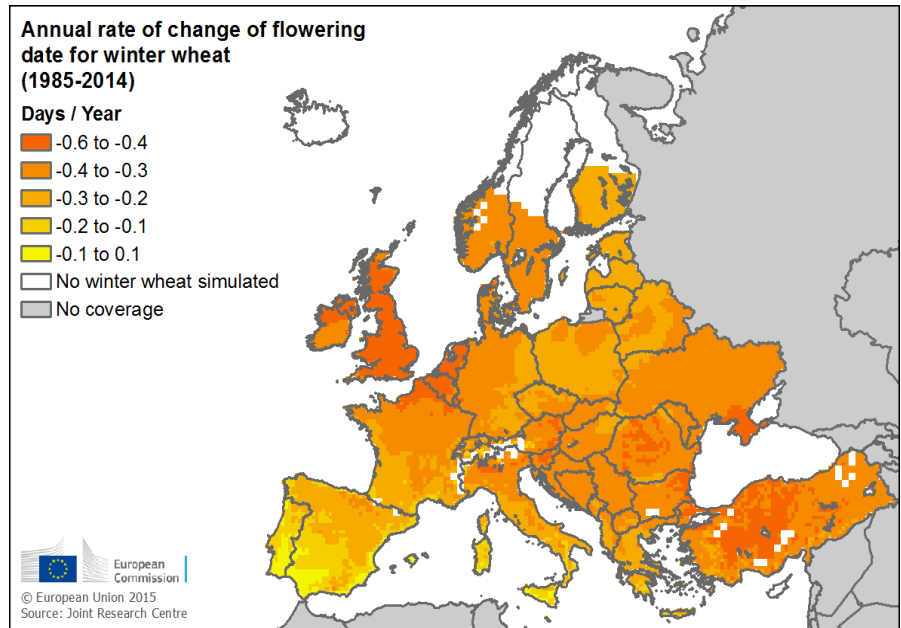 Annual rate of change of flowering
date for winter wheat
(1985-2014)
Days / Year
-0.6 to -0.4
-0.4 to -0.3
-0.3 to -0.2
-0.2 to -0.1
-0.1 to 0.1
No winter wheat simulated
No coverage
European
Commission
© European Union 2015
Source: Joint Research Centre